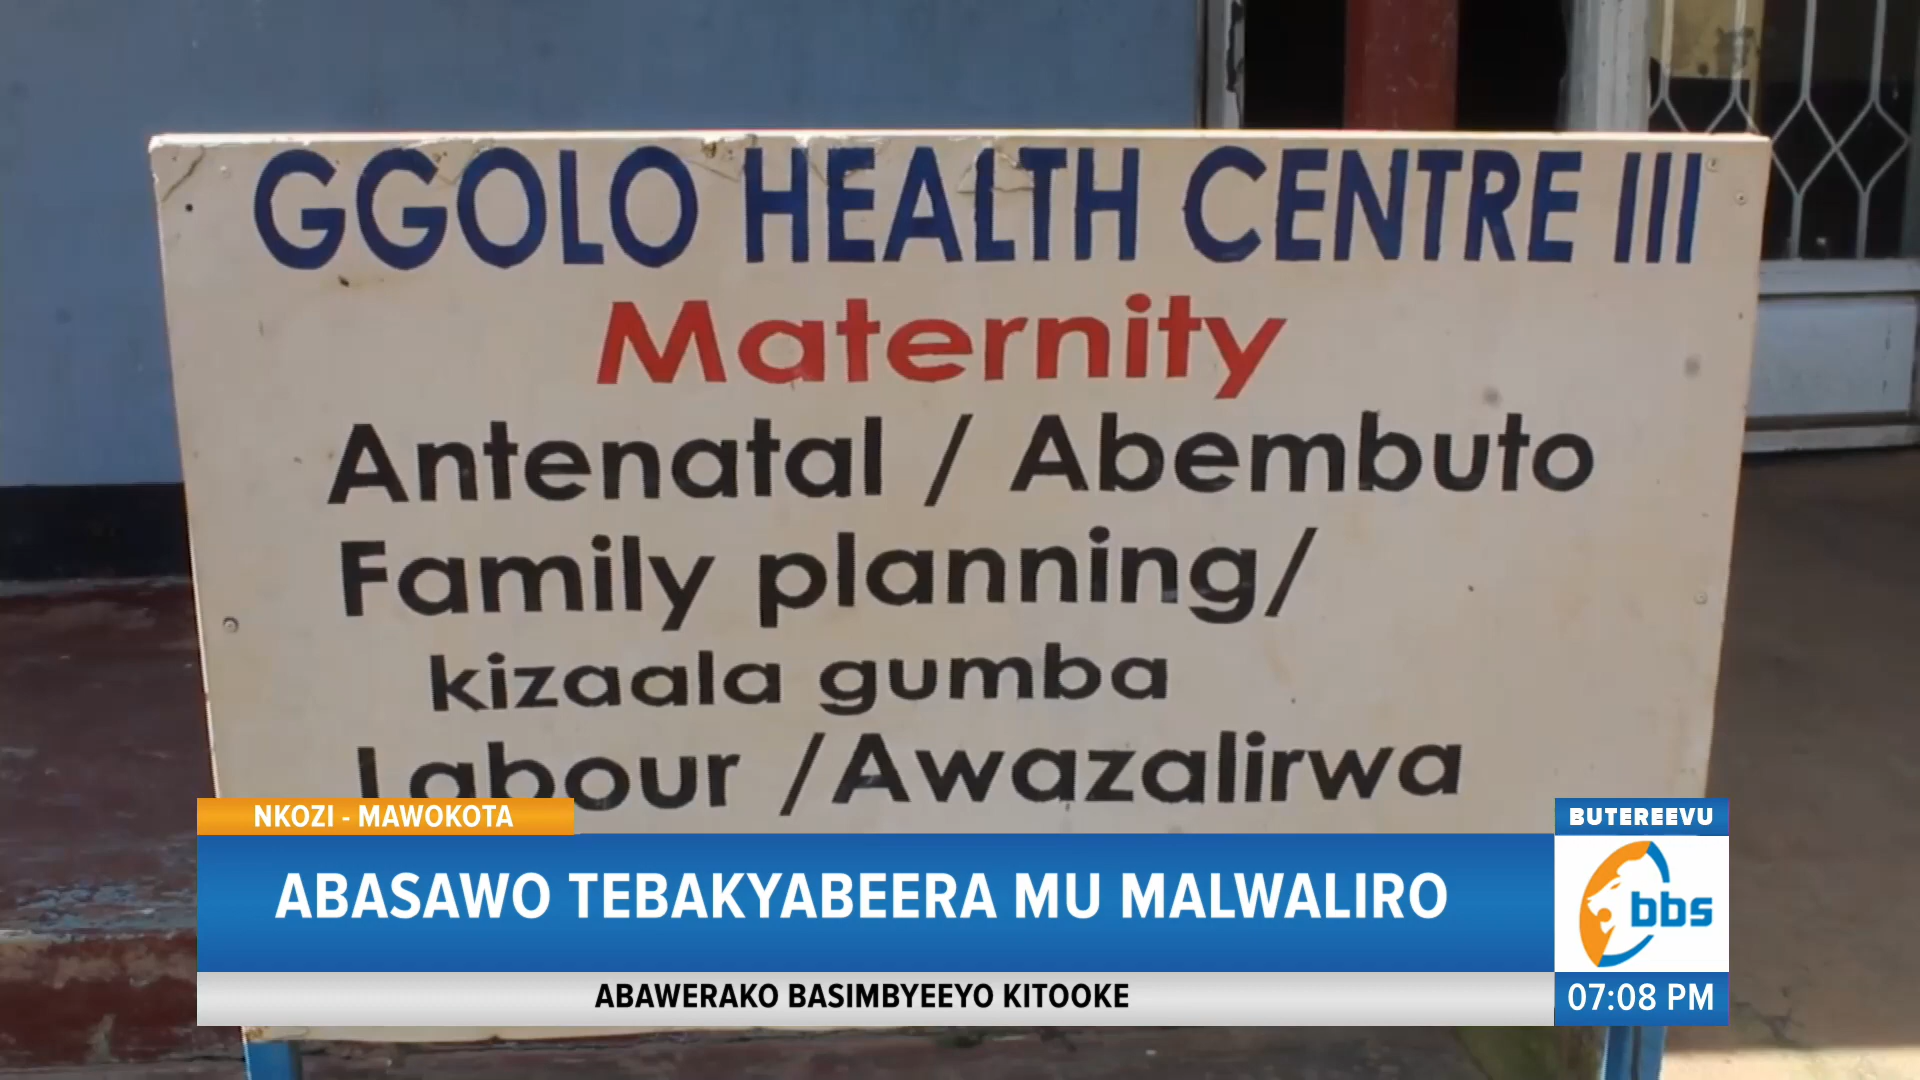 GGOLO HEALTH CENTRE III
Maternity
Antenatal / Abembuto
Family planning/
kizaala gumba
Labour /Awazalirwa
NKOZI - MAWOKOTA
BUTEREEVU
ABASAWO TEBAKYABEERA MU MALWALIRO
bbs
ABAWERAKO BASIMBYEEYO KITOOKE
07:08 PM